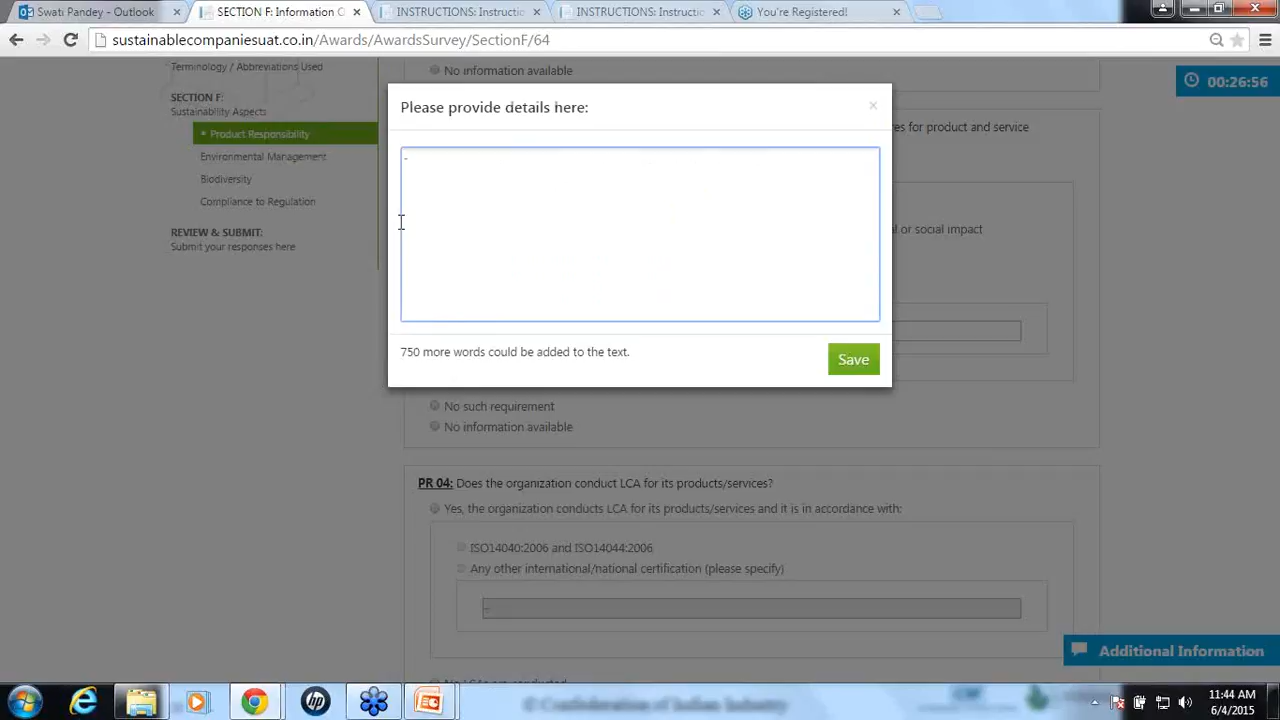 Swati Pandey - Outlook
SECTION F: Information O
INSTRUCTIONS: Instructio
INSTRUCTIONS: Instructio
You're Registered!
sustainablecompaniesuat.co.in/Awards/AwardsSurvey/SectionF/64
Terminology / Abbreviations Used
SECTION F:
Sustainability Aspects
Product Responsibility
Environmental Management
Biodiversity
Compliance to Regulation
REVIEW & SUBMIT:
Submit your responses here
No information available
00:26:56
Please provide details here:
×
es for product and service
-
l or social impact
750 more words could be added to the text.
Save
No such requirement
No information available
PR 04: Does the organization conduct LCA for its products/services?
Yes, the organization conducts LCA for its products/services and it is in accordance with:
ISO14040:2006 and ISO14044:2006
Any other international/national certification (please specify)
Additional Information
© Confederation of Indian Industry
11:44 AM
6/4/2015